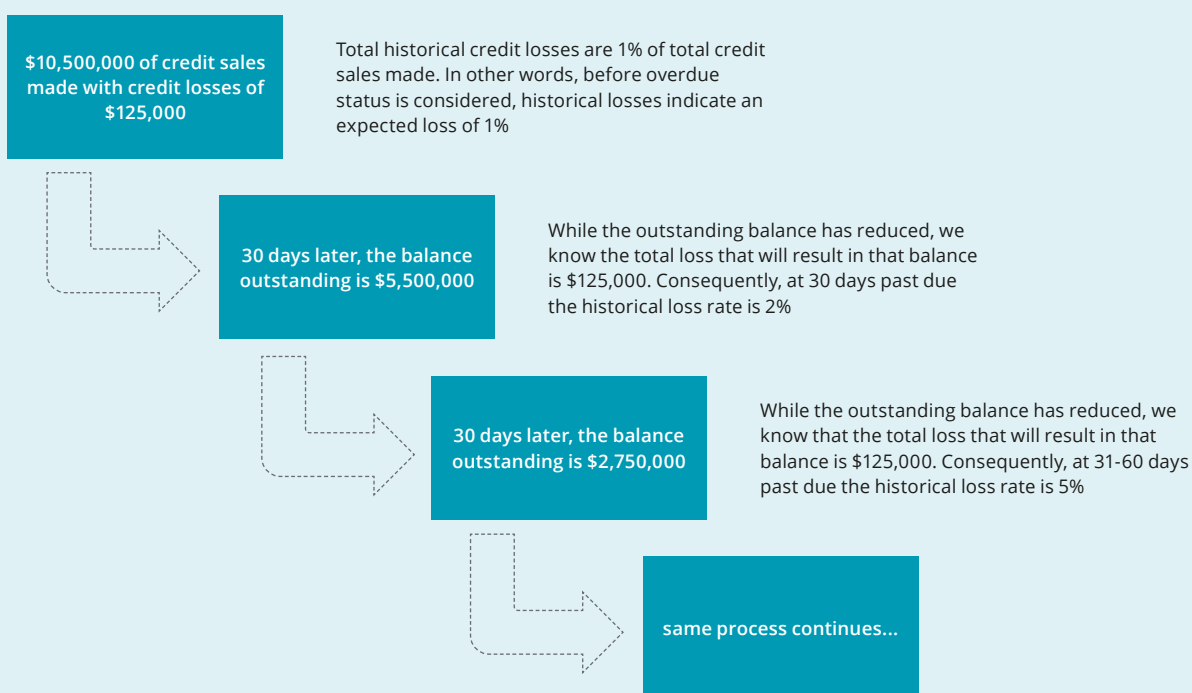 $10,500,000 of credit sales
made with credit losses of
$125,000
Total historical credit losses are 1% of total credit
sales made. In other words, before overdue
status is considered, historical losses indicate an
expected loss of 1%
30 days later, the balance
outstanding is $5,500,000
While the outstanding balance has reduced, we
know the total loss that will result in that balance
is $125,000. Consequently, at 30 days past due
the historical loss rate is 2%
30 days later, the balance
outstanding is $2,750,000
While the outstanding balance has reduced, we
know that the total loss that will result in that
balance is $125,000. Consequently, at 31-60 days
past due the historical loss rate is 5%
same process continues...